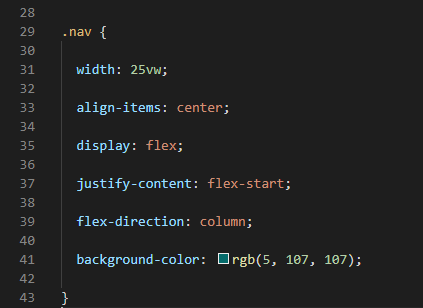 28
29 .nav {
30
31 width: 25vw;
32
33 align-items: center;
34
35 display: flex;
36
37 justify-content: flex-start;
38
39 flex-direction: column;
40
41 background-color: rgb(5, 107, 107);
42
43 }